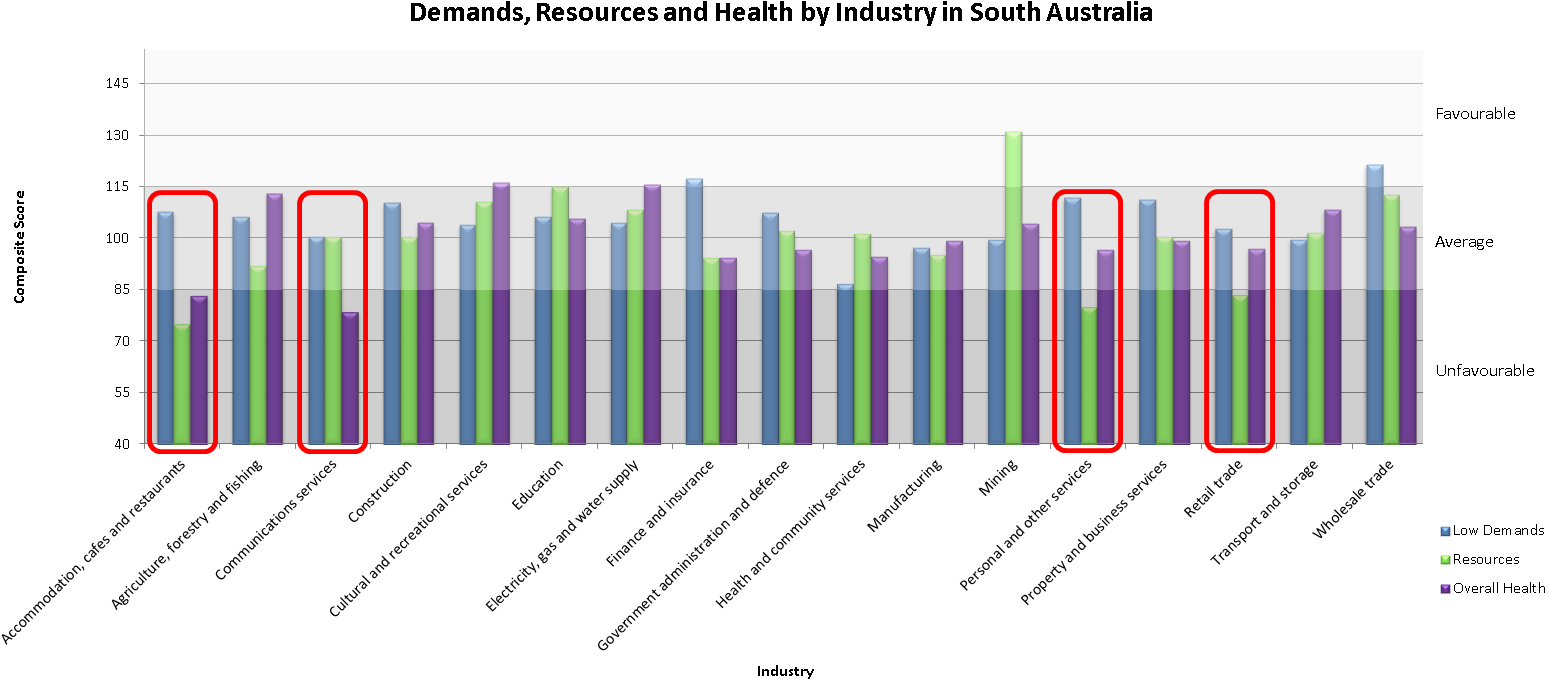 Demands, Resources and Health by Industry in South Australia
Composite Score
145
130
115
100
85
70
55
40
Favourable
Average
Unfavourable
Accommodation, cafes and restaurants
Agriculture, forestry and fishing
Communications services
Construction
Cultural and recreational services
Education
Electricity, gas and water supply
Finance and insurance
Government administration and defence
Health and community services
Manufacturing
Mining
Personal and other services
Property and business services
Retail trade
Transport and storage
Wholesale trade
Low Demands
Resources
Overall Health
Industry